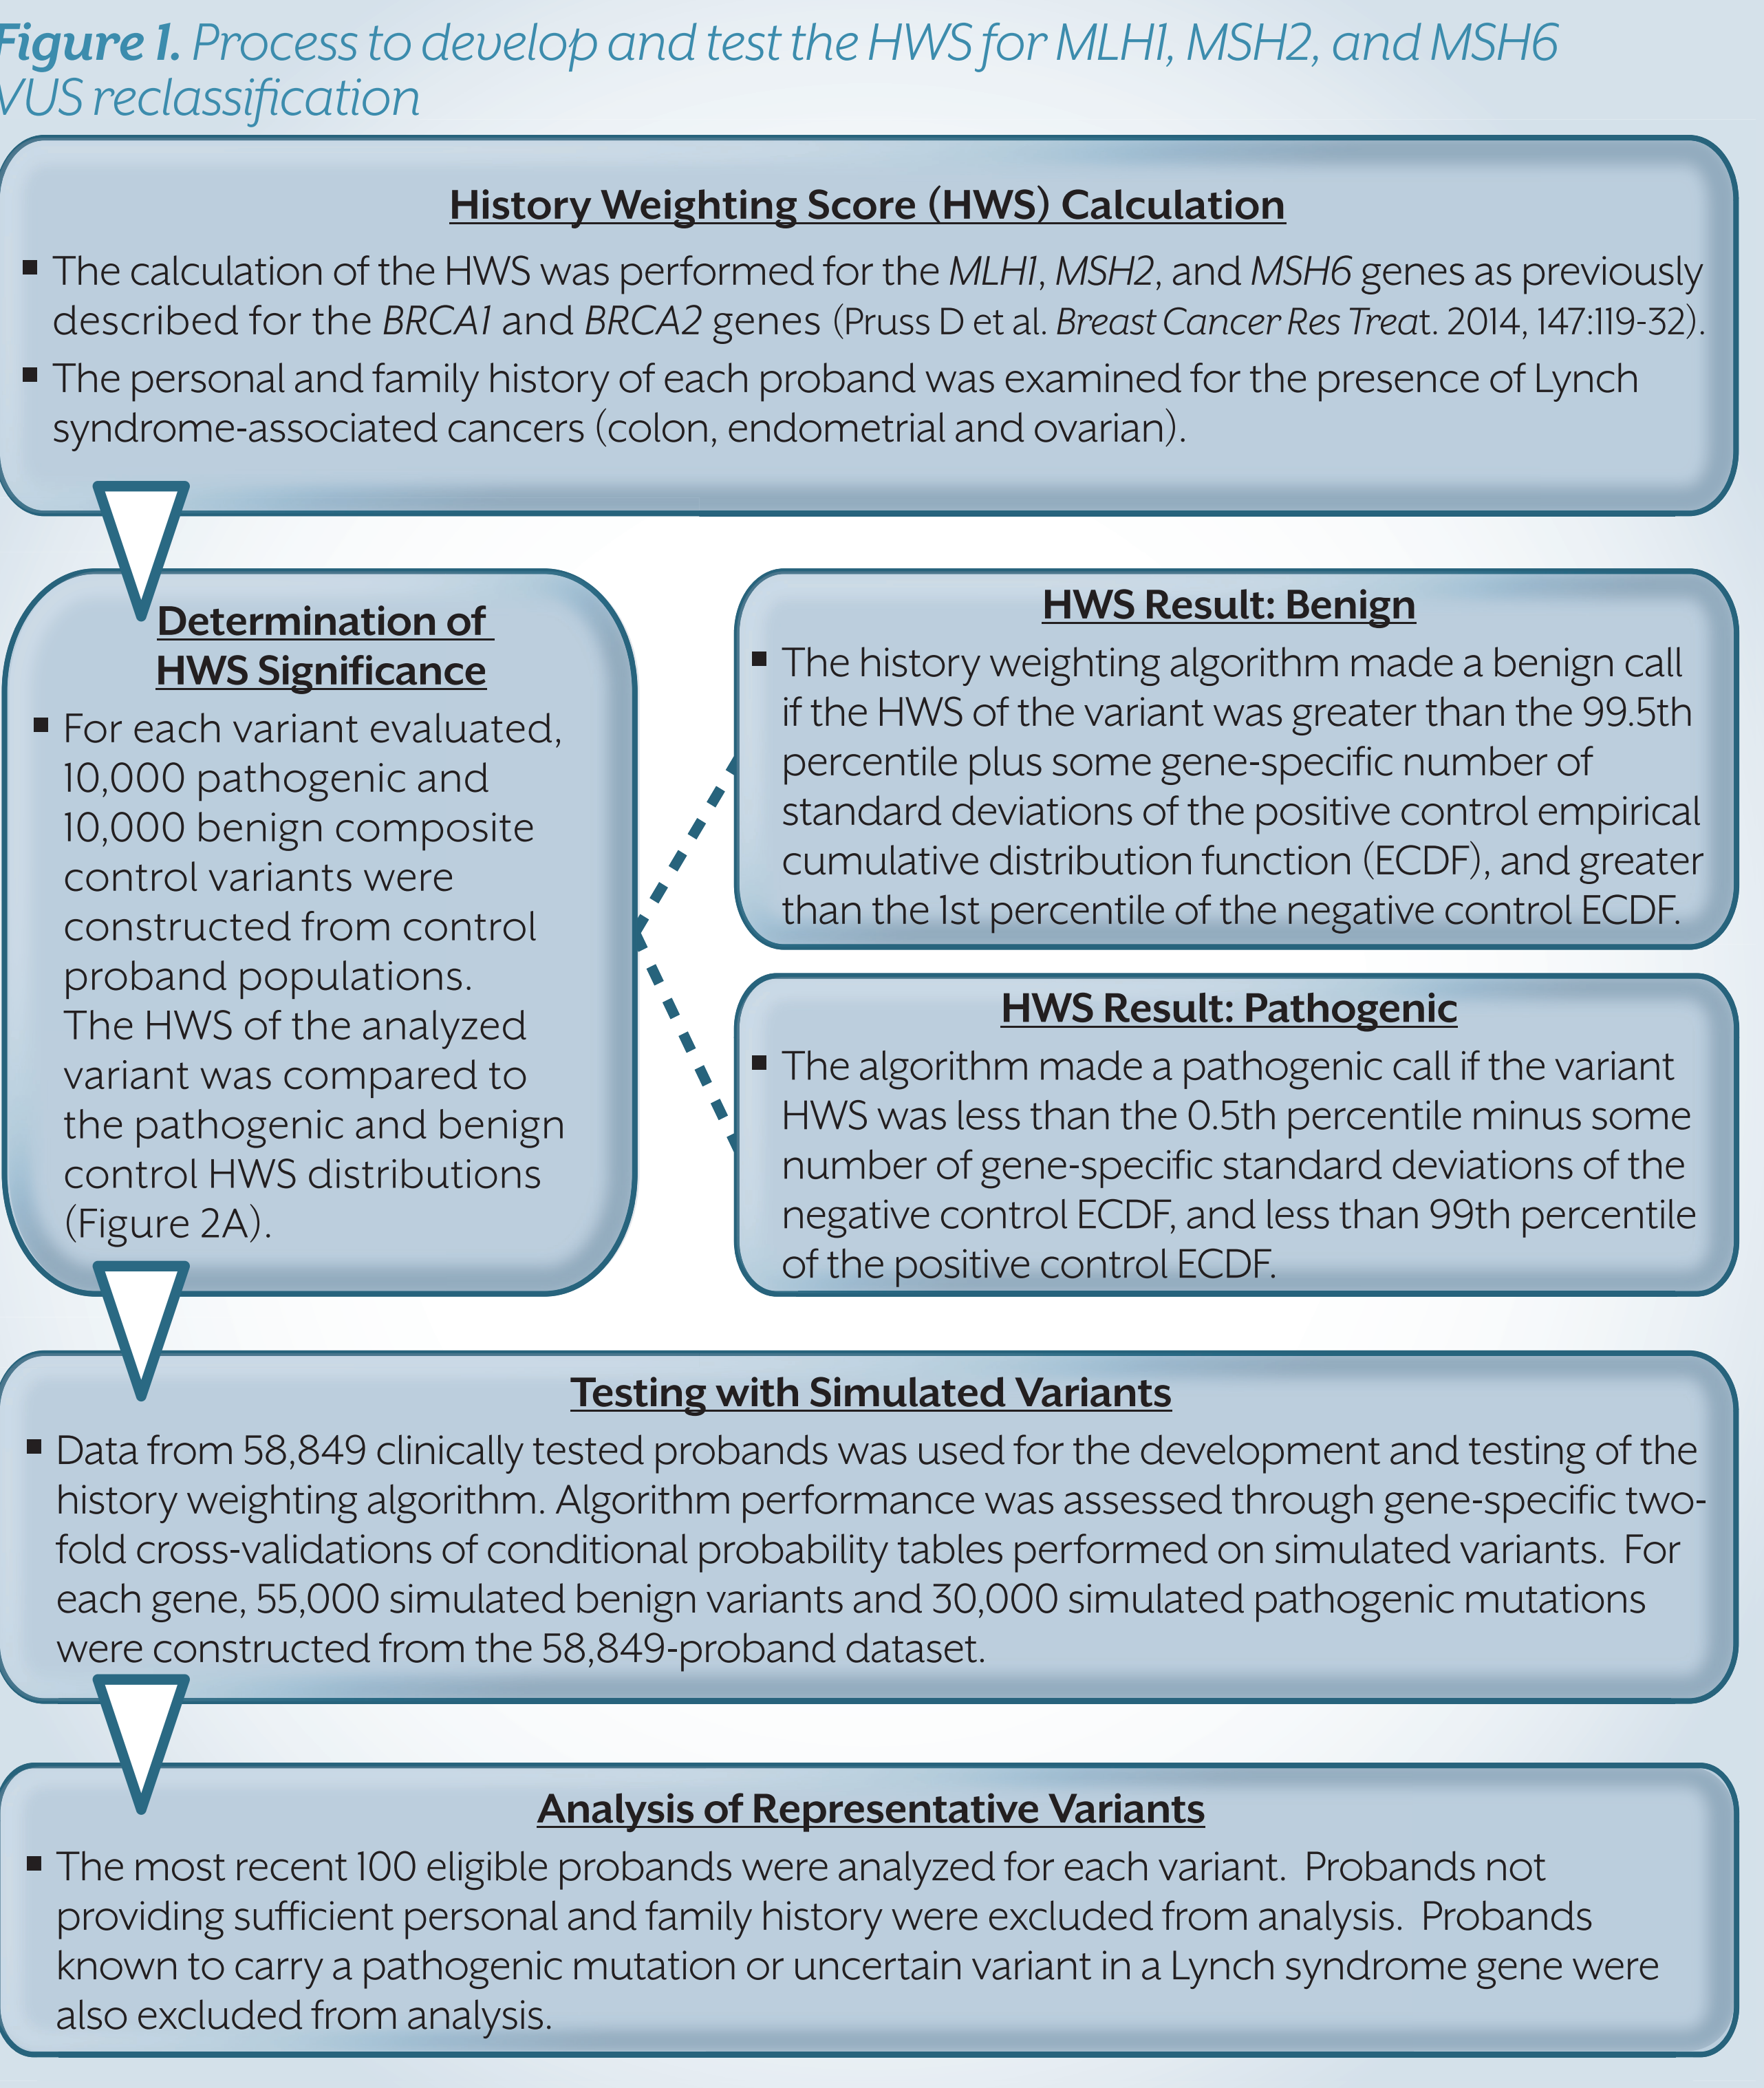 Figure 1. Process to develop and test the HWS for MLH1, MSH2, and MSH6
VUS reclassification
History Weighting Score (HWS) Calculation
▪ The calculation of the HWS was performed for the MLH1, MSH2, and MSH6 genes as previously
described for the BRCA1 and BRCA2 genes (Pruss D et al. Breast Cancer Res Treat. 2014, 147:119-32).
▪ The personal and family history of each proband was examined for the presence of Lynch
syndrome-associated cancers (colon, endometrial and ovarian).
Determination of
HWS Significance
▪ For each variant evaluated,
10,000 pathogenic and
10,000 benign composite
control variants were
constructed from control
proband populations.
The HWS of the analyzed
variant was compared to
the pathogenic and benign
control HWS distributions
(Figure 2A).
HWS Result: Benign
▪ The history weighting algorithm made a benign call
if the HWS of the variant was greater than the 99.5th
percentile plus some gene-specific number of
standard deviations of the positive control empirical
cumulative distribution function (ECDF), and greater
than the 1st percentile of the negative control ECDF.
HWS Result: Pathogenic
▪ The algorithm made a pathogenic call if the variant
HWS was less than the 0.5th percentile minus some
number of gene-specific standard deviations of the
negative control ECDF, and less than 99th percentile
of the positive control ECDF.
Testing with Simulated Variants
▪ Data from 58,849 clinically tested probands was used for the development and testing of the
history weighting algorithm. Algorithm performance was assessed through gene-specific two-
fold cross-validations of conditional probability tables performed on simulated variants. For
each gene, 55,000 simulated benign variants and 30,000 simulated pathogenic mutations
were constructed from the 58,849-proband dataset.
Analysis of Representative Variants
▪ The most recent 100 eligible probands were analyzed for each variant. Probands not
providing sufficient personal and family history were excluded from analysis. Probands
known to carry a pathogenic mutation or uncertain variant in a Lynch syndrome gene were
also excluded from analysis.